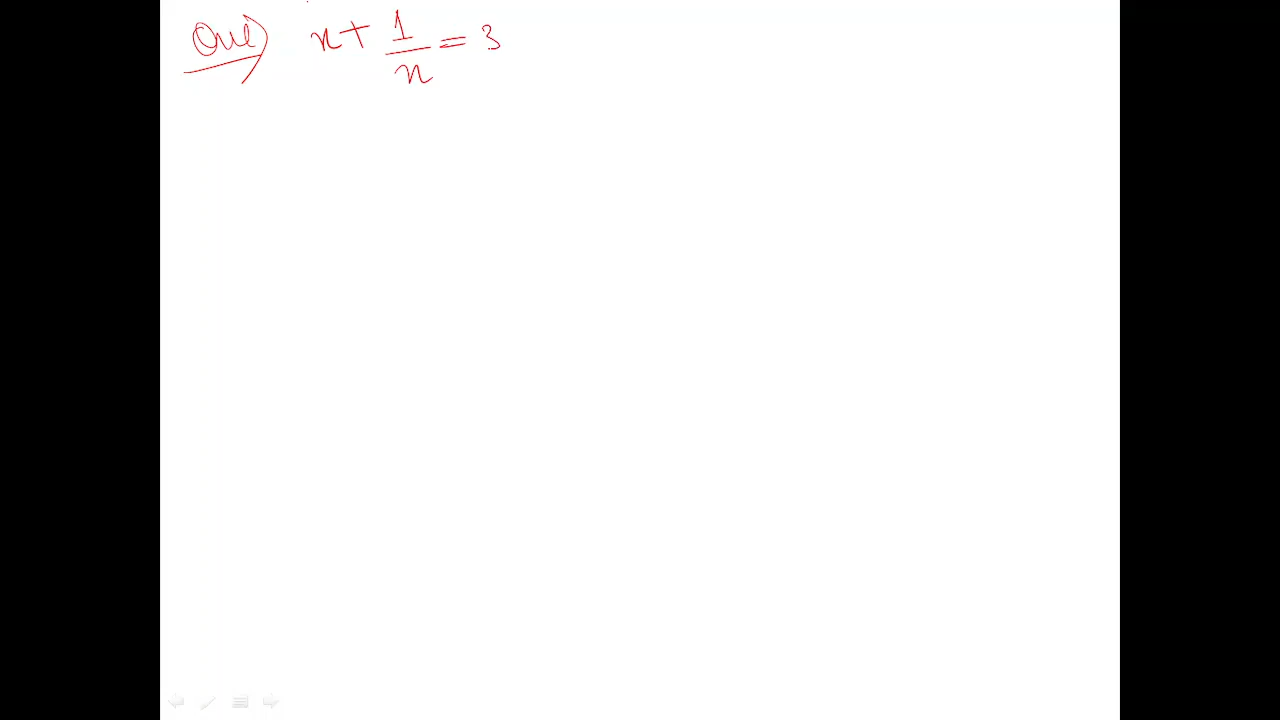 Que) x + 1/x = 3